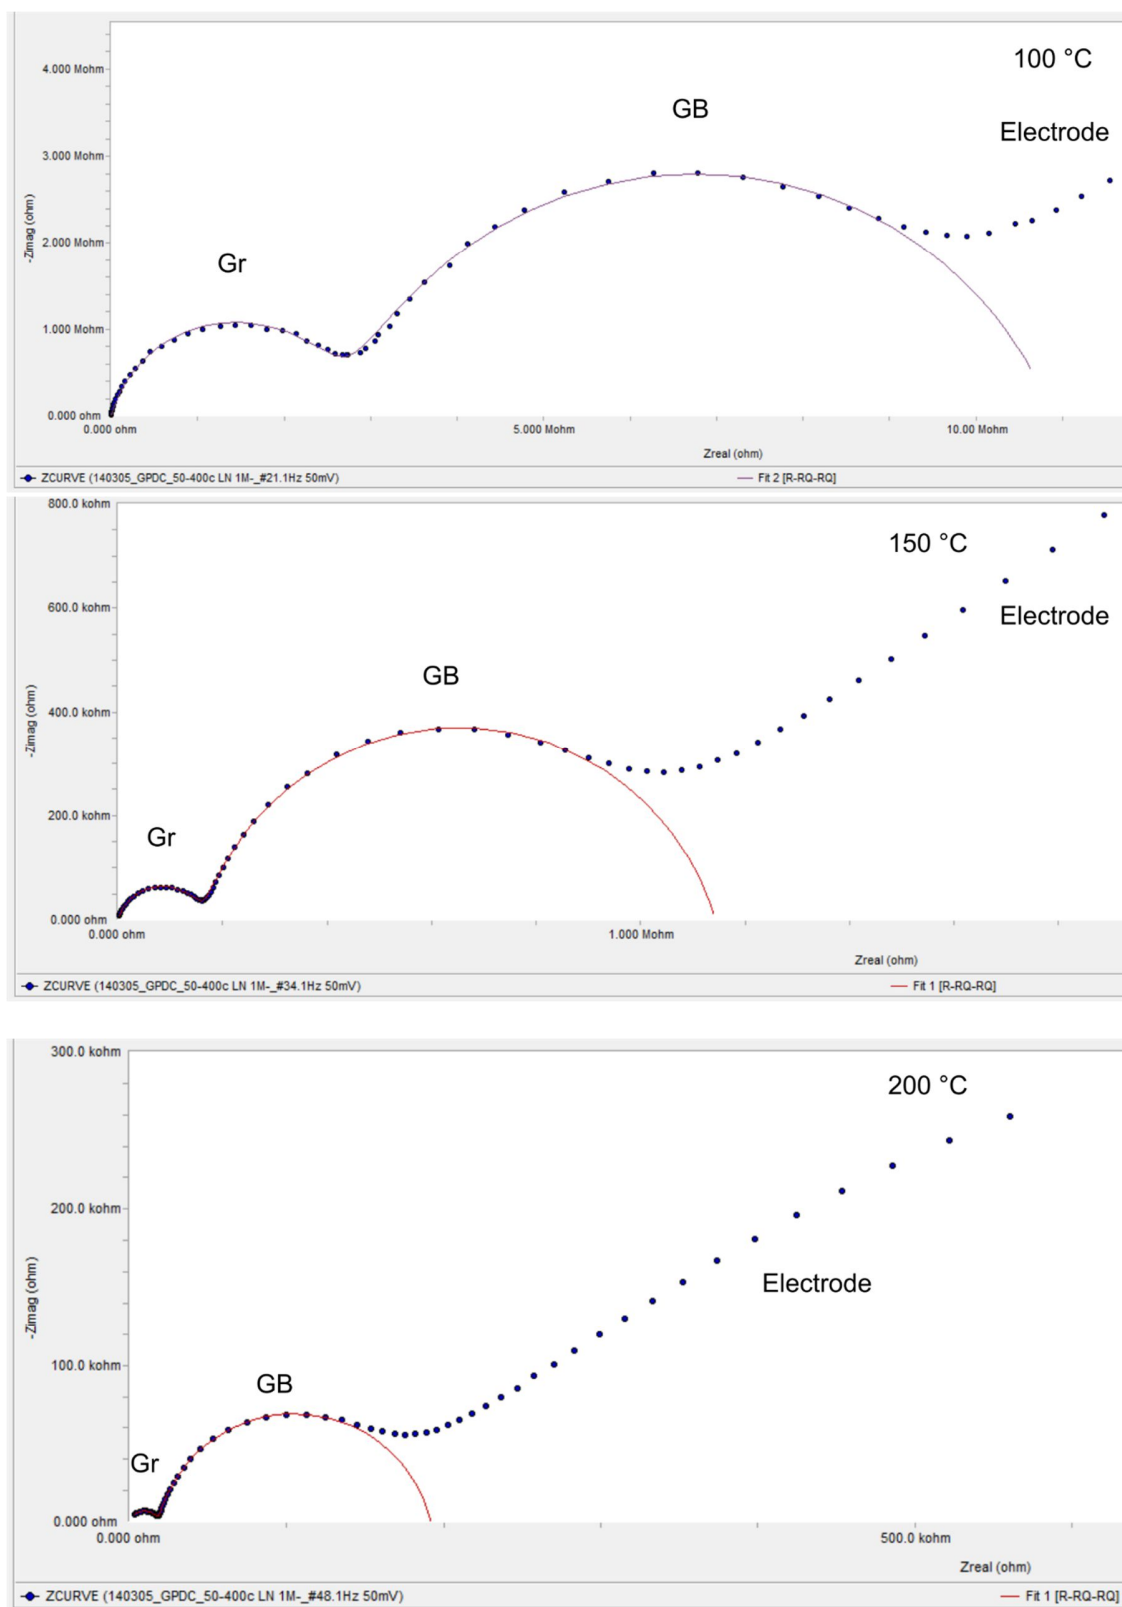 4.000 Mohm
100 °C
GB
Electrode
3.000 Mohm
-Zimag (ohm)
2.000 Mohm
Gr
1.000 Mohm
0.000 ohm
0.000 ohm 5.000 Mohm 10.00 Mohm
Zreal (ohm)
ZCURVE (140305_GPDC_50-400c LN 1M-_#21.1Hz 50mV) Fit 2 [R-RQ-RQ]
800.0 kohm
150 °C
600.0 kohm
Electrode
GB
-Zimag (ohm)
400.0 kohm
Gr
200.0 kohm
0.000 ohm
0.000 ohm 1.000 Mohm
Zreal (ohm)
ZCURVE (140305_GPDC_50-400c LN 1M-_#34.1Hz 50mV) Fit 1 [R-RQ-RQ]
300.0 kohm
200 °C
200.0 kohm
Electrode
-Zimag (ohm)
100.0 kohm
GB
Gr
0.000 ohm
0.000 ohm 500.0 kohm
Zreal (ohm)
ZCURVE (140305_GPDC_50-400c LN 1M-_#48.1Hz 50mV) Fit 1 [R-RQ-RQ]